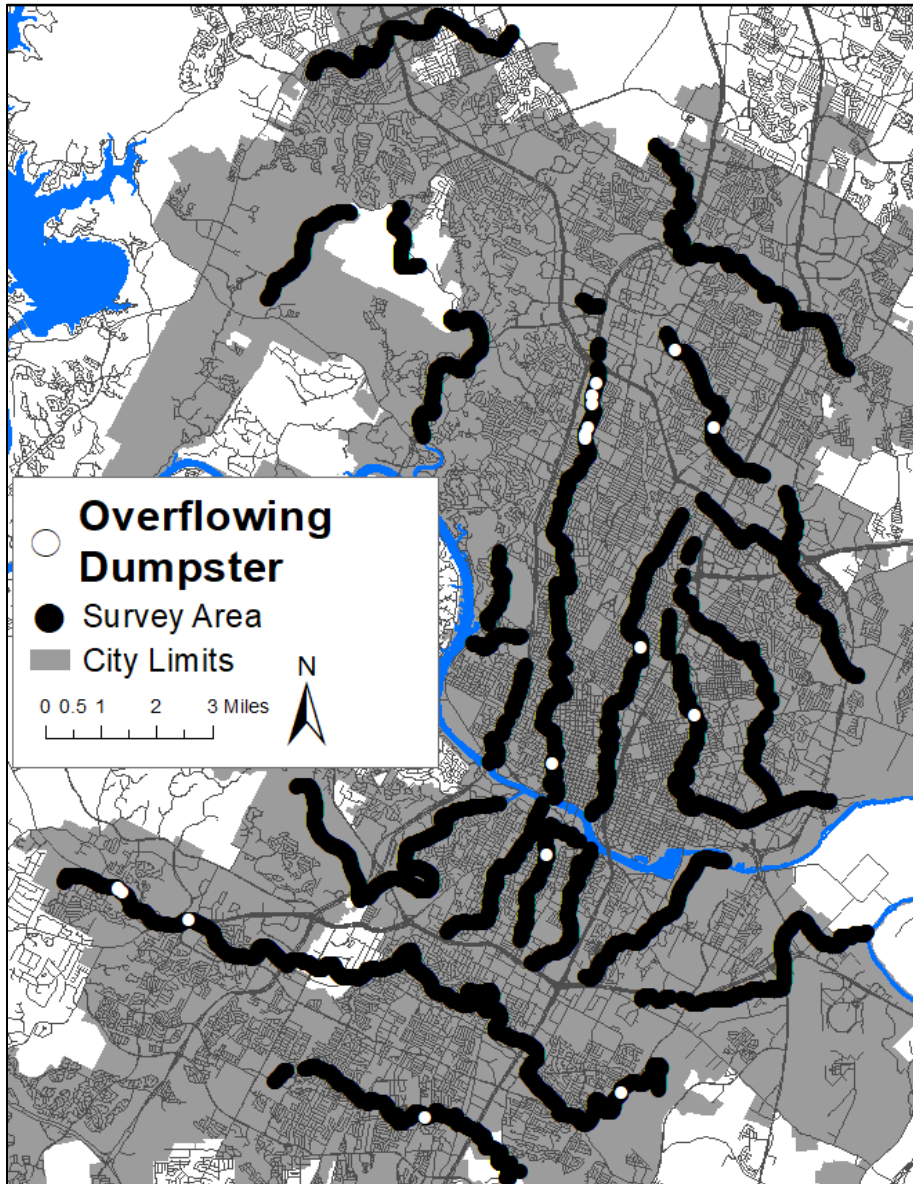 Overflowing
Dumpster
Survey Area
City Limits
N
0 0.5 1 2 3 Miles